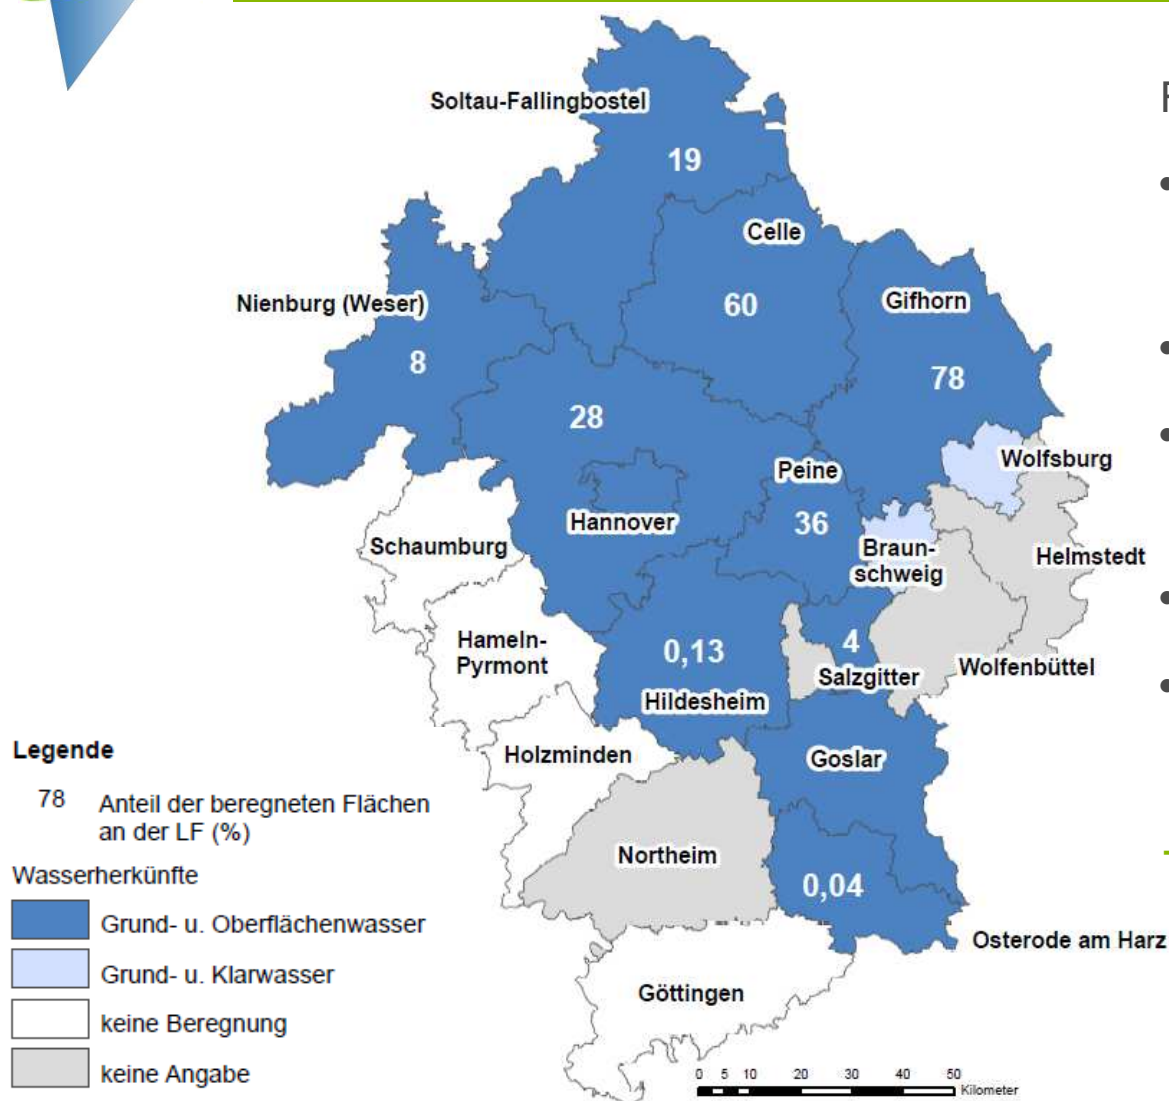 Soltau-Fallingbostel
19
Celle
60
Nienburg (Weser)
8
Gifhorn
78
28
Hannover
Peine
36
Wolfsburg
Braun-
schweig
Helmstedt
Schaumburg
Hameln-
Pyrmont
0,13
Hildesheim
4
Salzgitter
Wolfenbüttel
Holzminden
Goslar
Northeim
0,04
Osterode am Harz
Göttingen
Legende
78 Anteil der beregneten Flächen
an der LF (%)
Wasserherkünfte
Grund- u. Oberflächenwasser
Grund- u. Klarwasser
keine Beregnung
keine Angabe
0 5 10 20 30 40 50
Kilometer